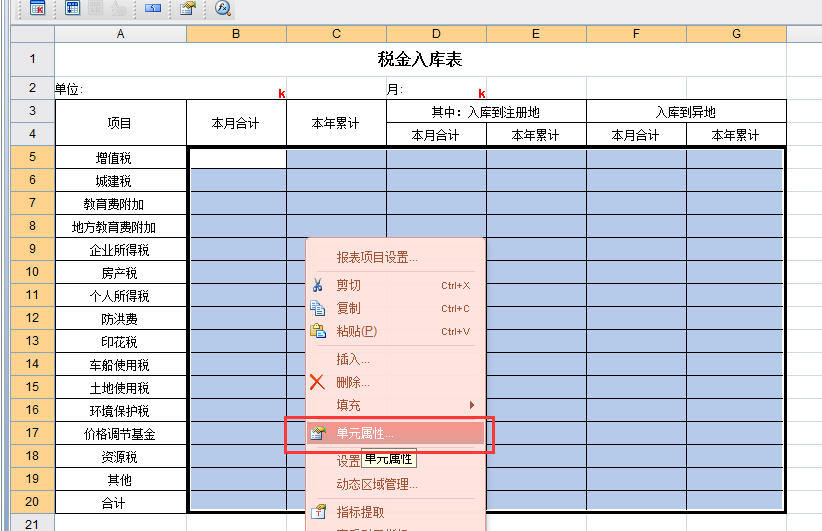 A B C D E F G
1 税金入库表
2 单位: k 月: k
3 项目 本月合计 本年累计 其中:入库到注册地 入库到异地
4 本月合计 本年累计 本月合计 本年累计
5 增值税
6 城建税
7 教育费附加
8 地方教育费附加
9 企业所得税
10 房产税
11 个人所得税
12 防洪费
13 印花税
14 车船使用税
15 土地使用税
16 环境保护税
17 价格调节基金
18 资源税
19 其他
20 合计
21
报表项目设置...
剪切 Ctrl+X
复制 Ctrl+C
粘贴(P) Ctrl+V
插入...
删除...
填充
单元属性...
设置
单元属性
动态区域管理...
指标提取